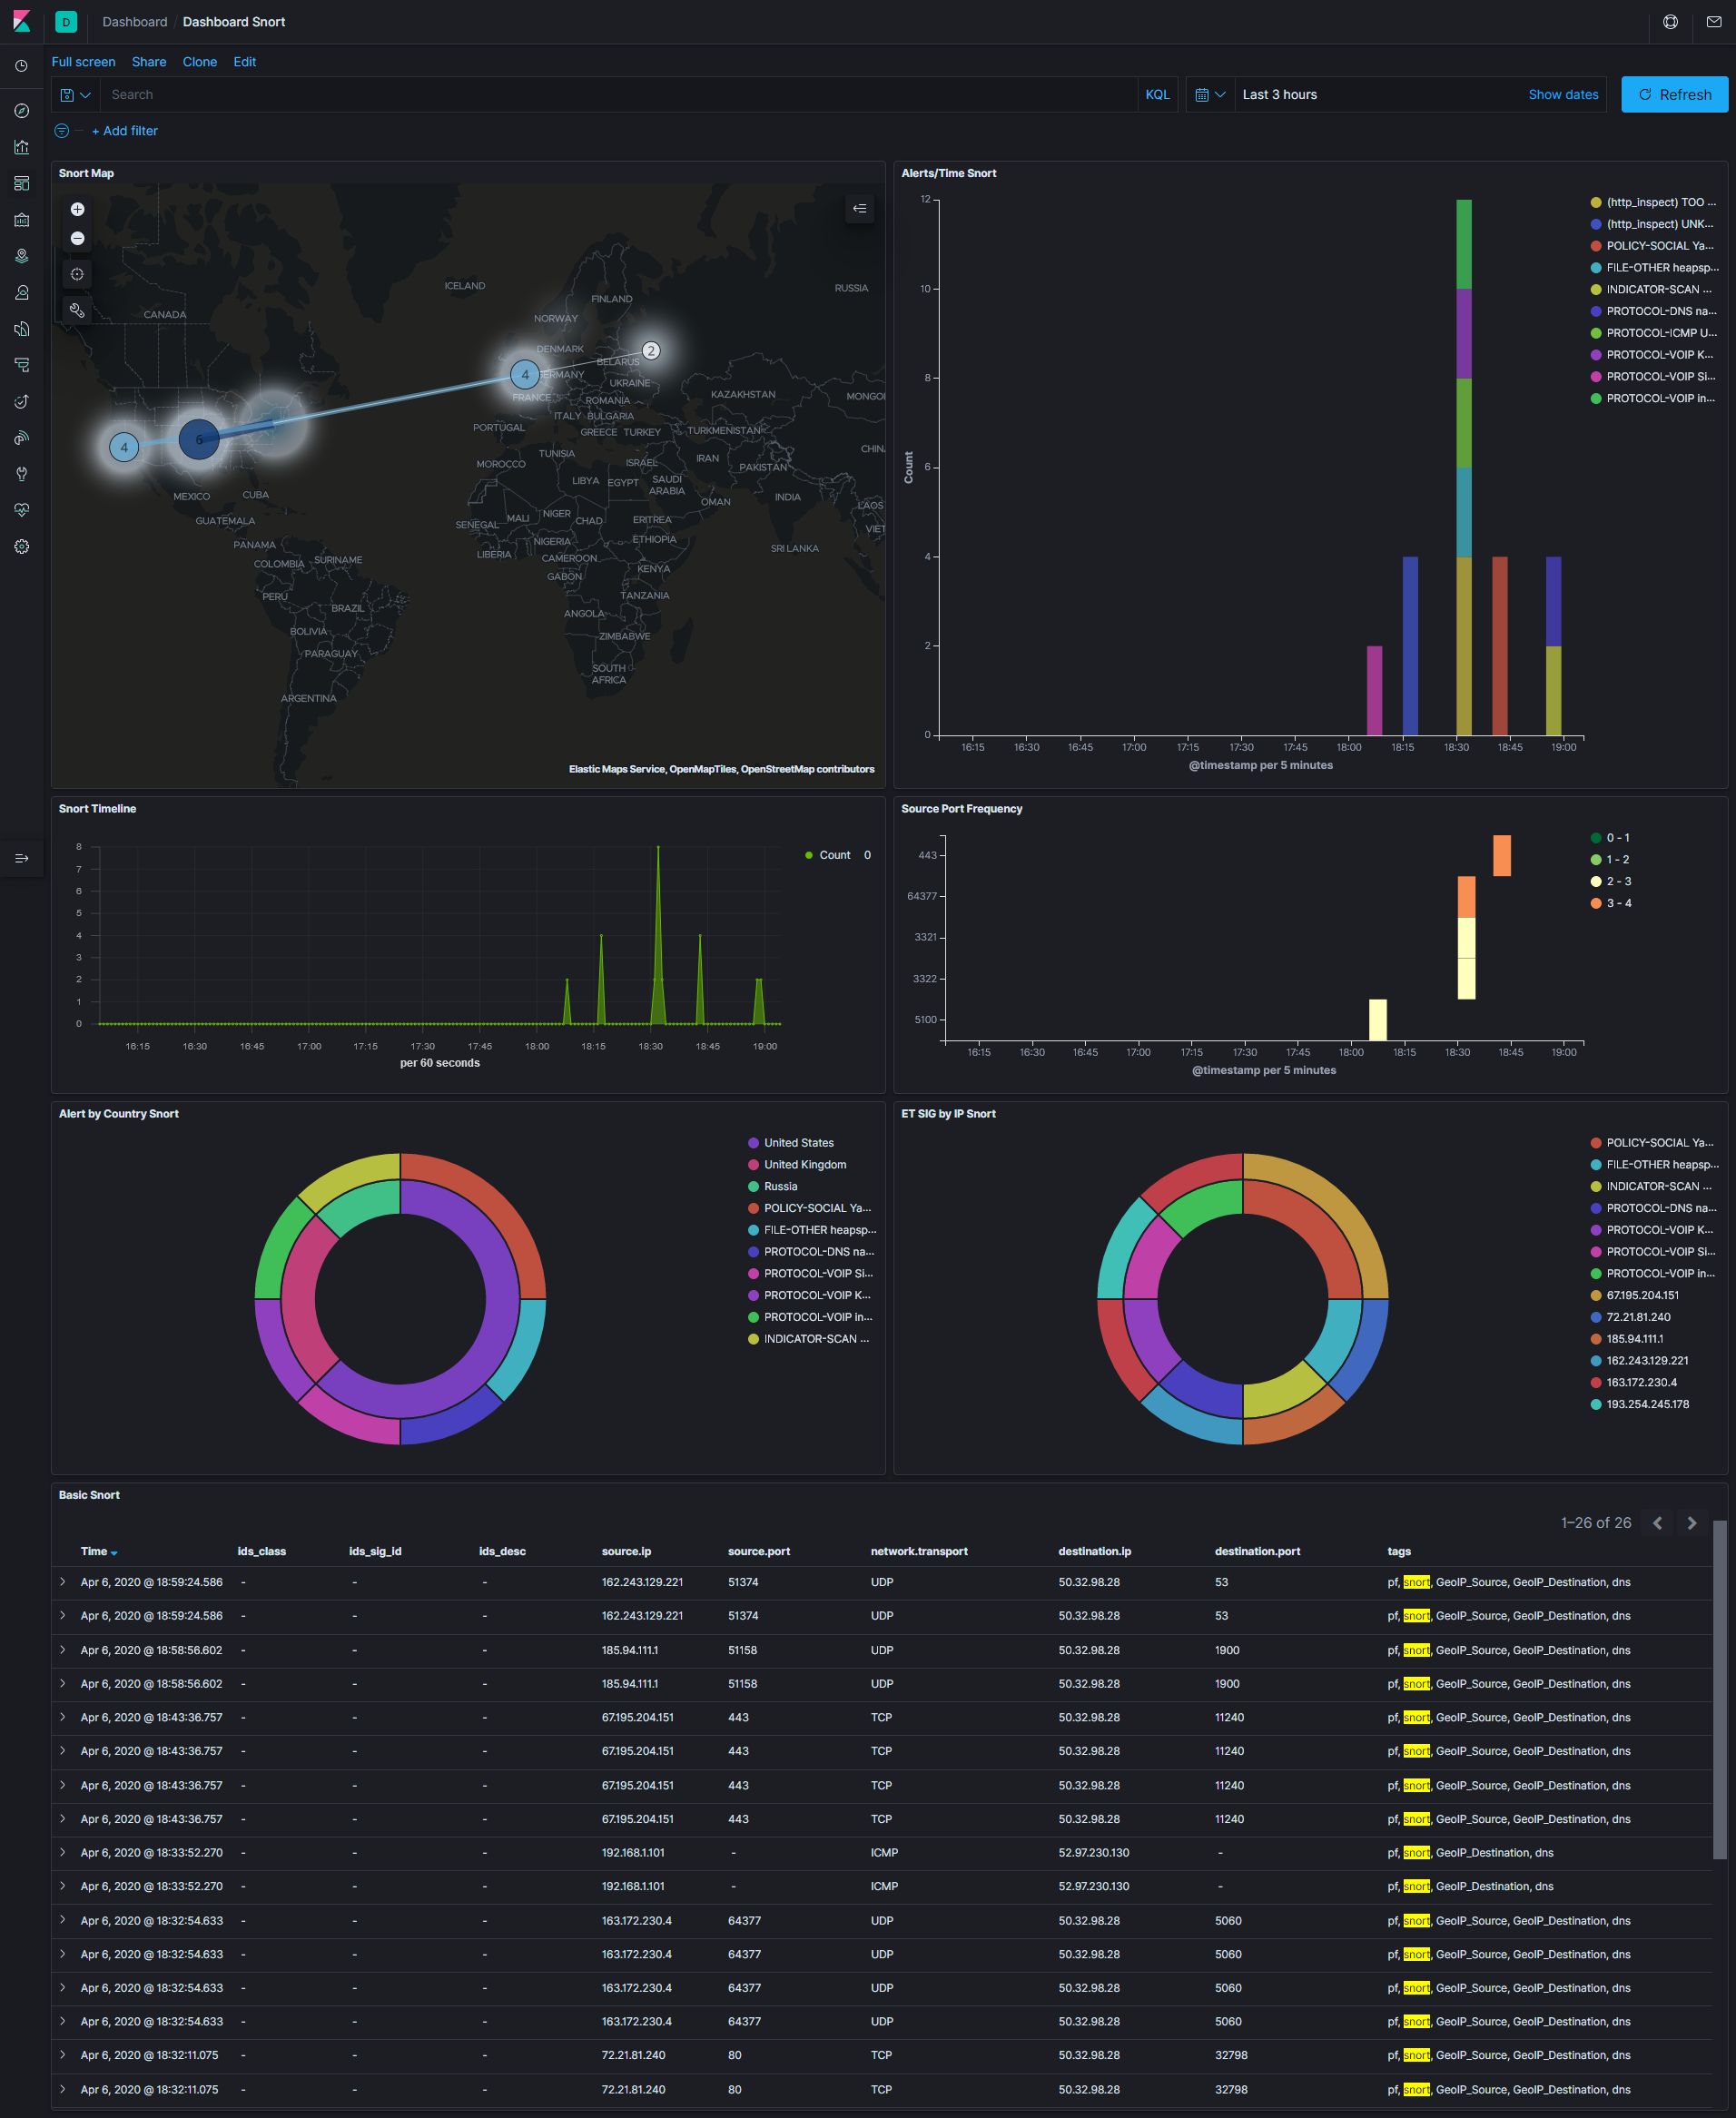 D Dashboard / Dashboard Snort
Full screen Share Clone Edit
Search KQL Last 3 hours Show dates Refresh
+ Add filter
Snort Map
ICELAND
RUSSIA
FINLAND
CANADA
NORWAY
DENMARK
2
BELARUS
4
GERMANY
UKRAINE
FRANCE
ROMANIA
KAZAKHSTAN
MONGOL
ITALY BULGARIA
PORTUGAL
GREECE TURKEY
TURKMENISTAN
4
6
TUNISIA
CHIN
MOROCCO
ISRAEL
IRAN
PAKISTAN
LIBYA EGYPT
SAUDI
ARABIA
MEXICO
CUBA
INDIA
OMAN
LAOS
NIGER
MALI
CHAD
ERITREA
GUATEMALA
SENEGAL
VIET
PANAMA
NIGERIA
ETHIOPIA
SRI LANKA
LIBERIA
CAMEROON
COLOMBIA
SURINAME
KENYA
GABON
PERU
TANZANIA
BRAZIL
ANGOLA
BOLIVIA
ZIMBABWE
PARAGUAY
SOUTH
AFRICA
ARGENTINA
Elastic Maps Service, OpenMapTiles, OpenStreetMap contributors
Alerts/Time Snort
12
10
8
6
4
2
0
Count
16:15 16:30 16:45 17:00 17:15 17:30 17:45 18:00 18:15 18:30 18:45 19:00
@timestamp per 5 minutes
(http_inspect) TOO ...
(http_inspect) UNK...
POLICY-SOCIAL Ya...
FILE-OTHER heapsp...
INDICATOR-SCAN ...
PROTOCOL-DNS na...
PROTOCOL-ICMP U...
PROTOCOL-VOIP K...
PROTOCOL-VOIP Si...
PROTOCOL-VOIP in...
Snort Timeline
8
7
6
5
4
3
2
1
0
16:15 16:30 16:45 17:00 17:15 17:30 17:45 18:00 18:15 18:30 18:45 19:00
per 60 seconds
Count 0
Source Port Frequency
443
64377
3321
3322
5100
16:15 16:30 16:45 17:00 17:15 17:30 17:45 18:00 18:15 18:30 18:45 19:00
@timestamp per 5 minutes
0 - 1
1 - 2
2 - 3
3 - 4
Alert by Country Snort
United States
United Kingdom
Russia
POLICY-SOCIAL Ya...
FILE-OTHER heapsp...
PROTOCOL-DNS na...
PROTOCOL-VOIP Si...
PROTOCOL-VOIP K...
PROTOCOL-VOIP in...
INDICATOR-SCAN ...
ET SIG by IP Snort
POLICY-SOCIAL Ya...
FILE-OTHER heapsp...
INDICATOR-SCAN ...
PROTOCOL-DNS na...
PROTOCOL-VOIP K...
PROTOCOL-VOIP Si...
PROTOCOL-VOIP in...
67.195.204.151
72.21.81.240
185.94.111.1
162.243.129.221
163.172.230.4
193.254.245.178
Basic Snort
1–26 of 26
Time ids_class ids_sig_id ids_desc source.ip source.port network.transport destination.ip destination.port tags
Apr 6, 2020 @ 18:59:24.586 - - - 162.243.129.221 51374 UDP 50.32.98.28 53 pf, snort, GeoIP_Source, GeoIP_Destination, dns
Apr 6, 2020 @ 18:59:24.586 - - - 162.243.129.221 51374 UDP 50.32.98.28 53 pf, snort, GeoIP_Source, GeoIP_Destination, dns
Apr 6, 2020 @ 18:58:56.602 - - - 185.94.111.1 51158 UDP 50.32.98.28 1900 pf, snort, GeoIP_Source, GeoIP_Destination, dns
Apr 6, 2020 @ 18:58:56.602 - - - 185.94.111.1 51158 UDP 50.32.98.28 1900 pf, snort, GeoIP_Source, GeoIP_Destination, dns
Apr 6, 2020 @ 18:43:36.757 - - - 67.195.204.151 443 TCP 50.32.98.28 11240 pf, snort, GeoIP_Source, GeoIP_Destination, dns
Apr 6, 2020 @ 18:43:36.757 - - - 67.195.204.151 443 TCP 50.32.98.28 11240 pf, snort, GeoIP_Source, GeoIP_Destination, dns
Apr 6, 2020 @ 18:43:36.757 - - - 67.195.204.151 443 TCP 50.32.98.28 11240 pf, snort, GeoIP_Source, GeoIP_Destination, dns
Apr 6, 2020 @ 18:43:36.757 - - - 67.195.204.151 443 TCP 50.32.98.28 11240 pf, snort, GeoIP_Source, GeoIP_Destination, dns
Apr 6, 2020 @ 18:33:52.270 - - - 192.168.1.101 - ICMP 52.97.230.130 - pf, snort, GeoIP_Destination, dns
Apr 6, 2020 @ 18:33:52.270 - - - 192.168.1.101 - ICMP 52.97.230.130 - pf, snort, GeoIP_Destination, dns
Apr 6, 2020 @ 18:32:54.633 - - - 163.172.230.4 64377 UDP 50.32.98.28 5060 pf, snort, GeoIP_Source, GeoIP_Destination, dns
Apr 6, 2020 @ 18:32:54.633 - - - 163.172.230.4 64377 UDP 50.32.98.28 5060 pf, snort, GeoIP_Source, GeoIP_Destination, dns
Apr 6, 2020 @ 18:32:54.633 - - - 163.172.230.4 64377 UDP 50.32.98.28 5060 pf, snort, GeoIP_Source, GeoIP_Destination, dns
Apr 6, 2020 @ 18:32:54.633 - - - 163.172.230.4 64377 UDP 50.32.98.28 5060 pf, snort, GeoIP_Source, GeoIP_Destination, dns
Apr 6, 2020 @ 18:32:11.075 - - - 72.21.81.240 80 TCP 50.32.98.28 32798 pf, snort, GeoIP_Source, GeoIP_Destination, dns
Apr 6, 2020 @ 18:32:11.075 - - - 72.21.81.240 80 TCP 50.32.98.28 32798 pf, snort, GeoIP_Source, GeoIP_Destination, dns